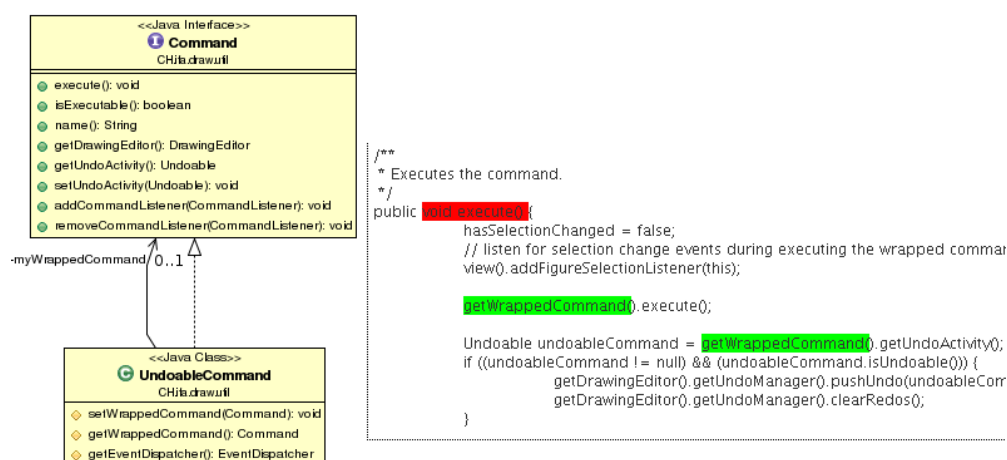 <<Java Interface>>
Command
CH.ifa.draw.util
execute(): void
isExecutable(): boolean
name(): String
getDrawingEditor(): DrawingEditor
getUndoActivity(): Undoable
setUndoActivity(Undoable): void
addCommandListener(CommandListener): void
removeCommandListener(CommandListener): void
-myWrappedCommand 0..1
<<Java Class>>
UndoableCommand
CH.ifa.draw.util
setWrappedCommand(Command): void
getWrappedCommand(): Command
getEventDispatcher(): EventDispatcher
/**
* Executes the command.
*/
public void execute() {
hasSelectionChanged = false;
// listen for selection change events during executing the wrapped comman
view().addFigureSelectionListener(this);
getWrappedCommand().execute();
Undoable undoableCommand = getWrappedCommand().getUndoActivity();
if ((undoableCommand != null) && (undoableCommand.isUndoable())) {
getDrawingEditor().getUndoManager().pushUndo(undoableCom
getDrawingEditor().getUndoManager().clearRedos();
}